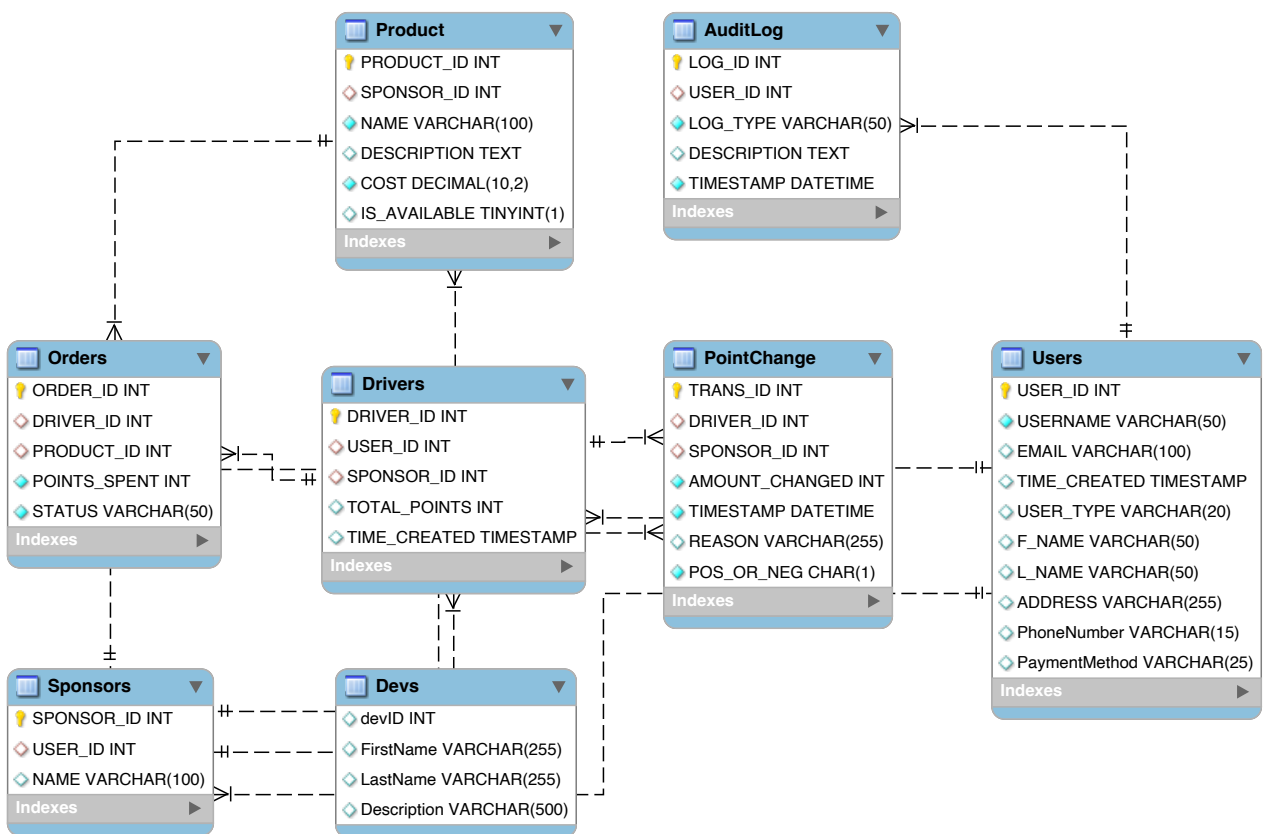 Product
PRODUCT_ID INT
SPONSOR_ID INT
NAME VARCHAR(100)
DESCRIPTION TEXT
COST DECIMAL(10,2)
IS_AVAILABLE TINYINT(1)
Indexes
AuditLog
LOG_ID INT
USER_ID INT
LOG_TYPE VARCHAR(50)
DESCRIPTION TEXT
TIMESTAMP DATETIME
Indexes
Orders
ORDER_ID INT
DRIVER_ID INT
PRODUCT_ID INT
POINTS_SPENT INT
STATUS VARCHAR(50)
Indexes
Drivers
DRIVER_ID INT
USER_ID INT
SPONSOR_ID INT
TOTAL_POINTS INT
TIME_CREATED TIMESTAMP
Indexes
PointChange
TRANS_ID INT
DRIVER_ID INT
SPONSOR_ID INT
AMOUNT_CHANGED INT
TIMESTAMP DATETIME
REASON VARCHAR(255)
POS_OR_NEG CHAR(1)
Indexes
Users
USER_ID INT
USERNAME VARCHAR(50)
EMAIL VARCHAR(100)
TIME_CREATED TIMESTAMP
USER_TYPE VARCHAR(20)
F_NAME VARCHAR(50)
L_NAME VARCHAR(50)
ADDRESS VARCHAR(255)
PhoneNumber VARCHAR(15)
PaymentMethod VARCHAR(25)
Indexes
Sponsors
SPONSOR_ID INT
USER_ID INT
NAME VARCHAR(100)
Indexes
Devs
devID INT
FirstName VARCHAR(255)
LastName VARCHAR(255)
Description VARCHAR(500)